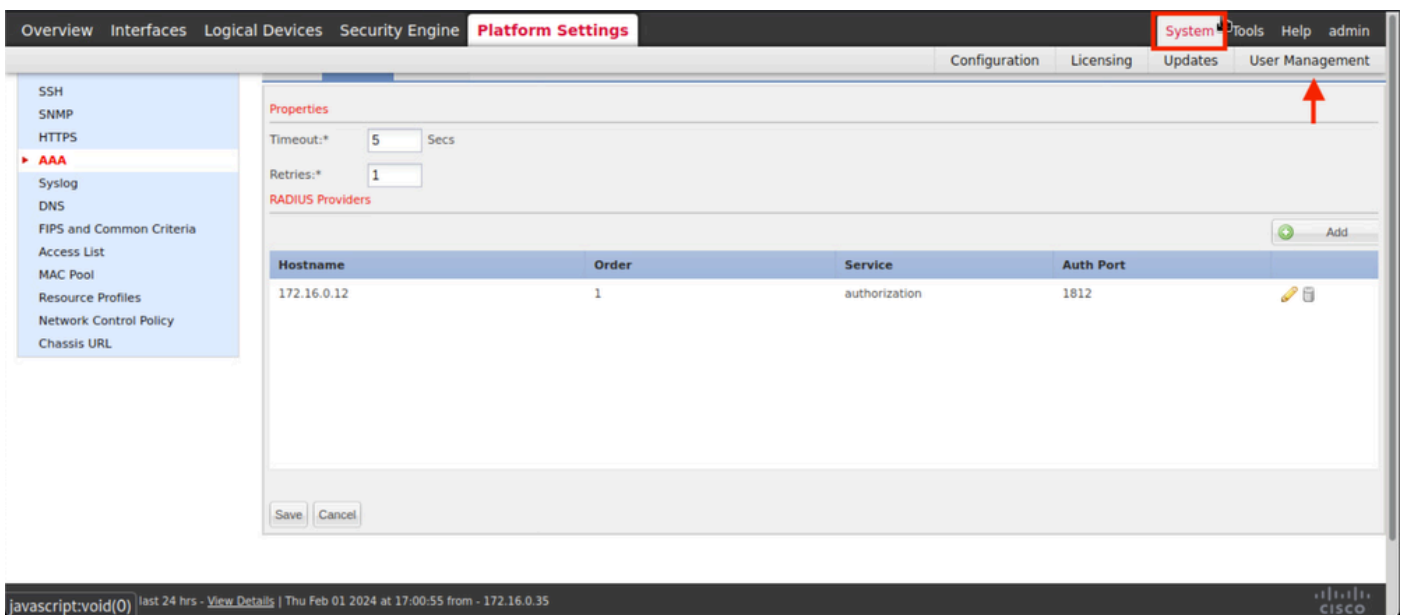 Overview Interfaces Logical Devices Security Engine Platform Settings System Tools Help admin
Configuration Licensing Updates User Management
SSH
SNMP
HTTPS
AAA
Syslog
DNS
FIPS and Common Criteria
Access List
MAC Pool
Resource Profiles
Network Control Policy
Chassis URL
Properties
Timeout:* 5 Secs
Retries:* 1
RADIUS Providers
Add
Hostname Order Service Auth Port
172.16.0.12 1 authorization 1812
Save Cancel
javascript:void(0) last 24 hrs - View Details | Thu Feb 01 2024 at 17:00:55 from - 172.16.0.35
CISCO